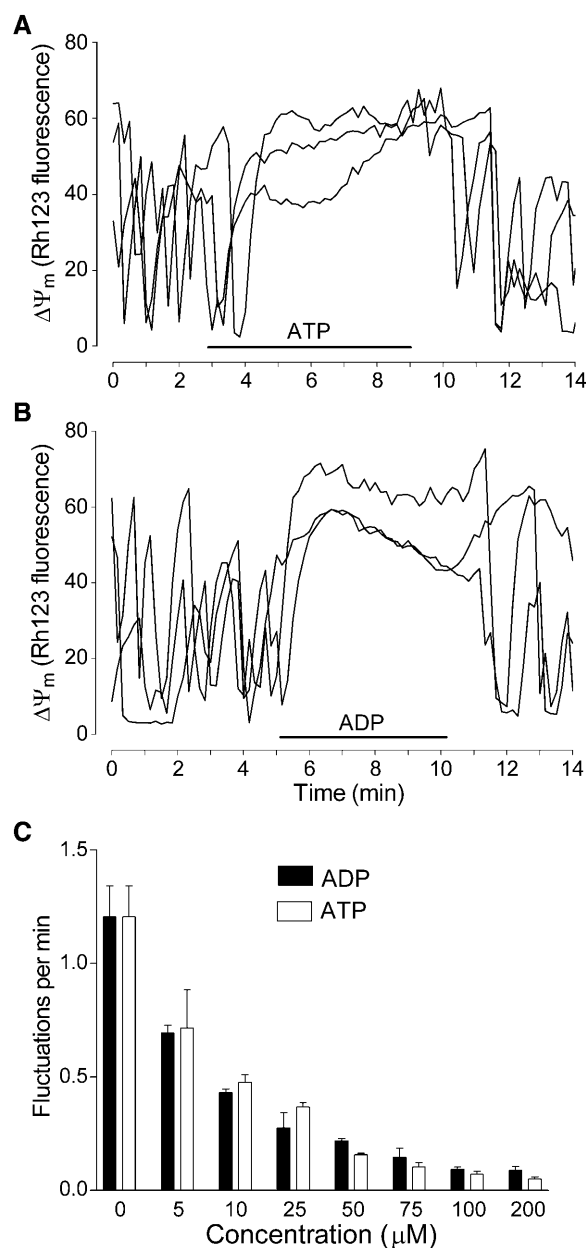 A
80
60
40
20
0
ΔΨm (Rh123 fluorescence)
ATP
0 2 4 6 8 10 12 14
B
80
60
40
20
0
ΔΨm (Rh123 fluorescence)
ADP
0 2 4 6 8 10 12 14
Time (min)
C
1.5
1.0
0.5
0.0
Fluctuations per min
ADP
ATP
0 5 10 25 50 75 100 200
Concentration (μM)